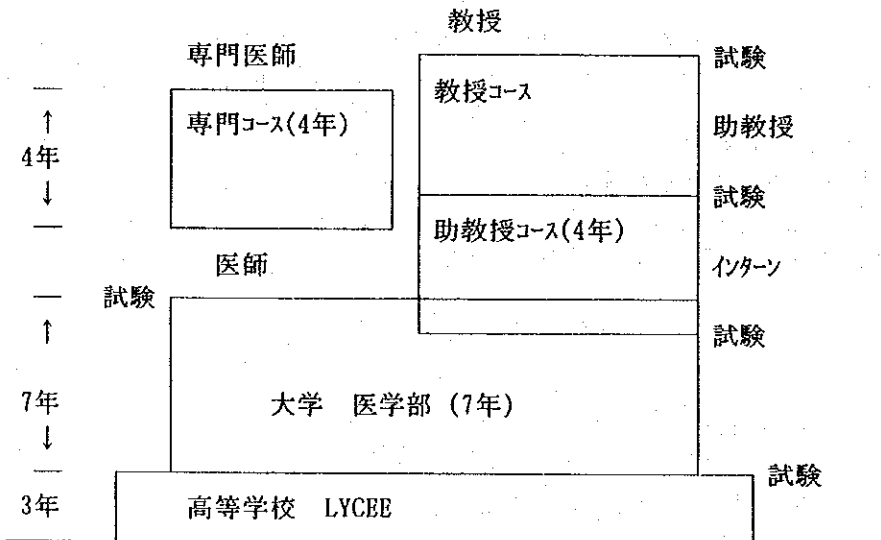 教授
専門医師
試験
教授コース
専門コース(4年)
助教授
↑
4年
↓
試験
助教授コース(4年)
医師
インターン
試験
↑
試験
7年
大学 医学部 (7年)
↓
試験
3年
高等学校 LYCEE